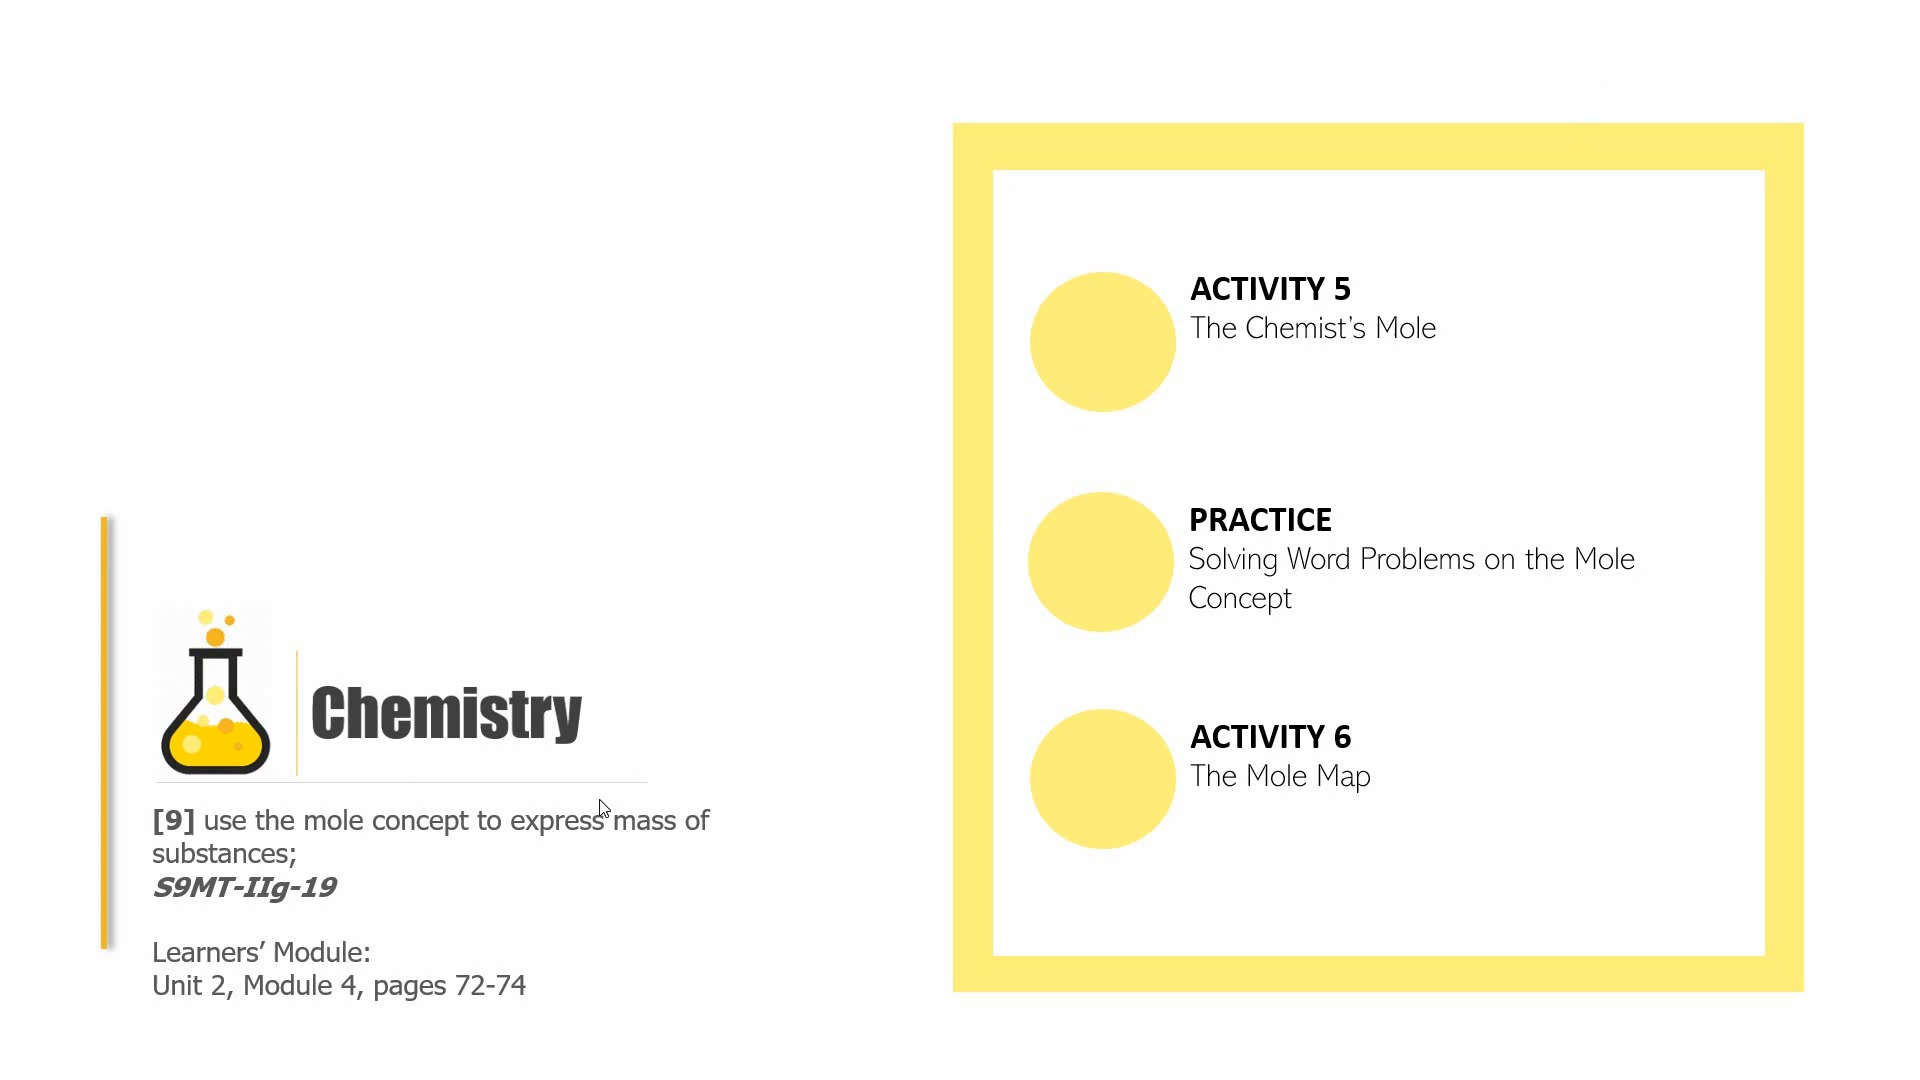 Chemistry
[9] use the mole concept to express mass of
substances;
S9MT-IIg-19
Learners’ Module:
Unit 2, Module 4, pages 72-74
ACTIVITY 5
The Chemist’s Mole
PRACTICE
Solving Word Problems on the Mole
Concept
ACTIVITY 6
The Mole Map